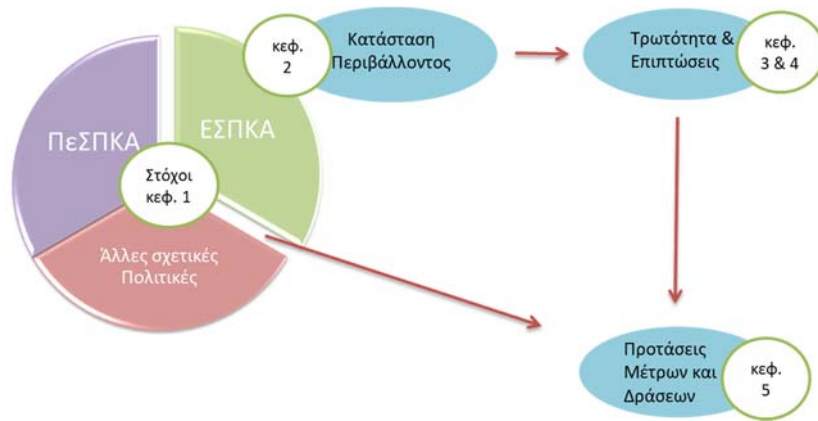 ΠεΣΠΚΑ
ΕΣΠΚΑ
Στόχοι
κεφ. 1
Άλλες σχετικές
Πολιτικές
κεφ.
2
Κατάσταση
Περιβάλλοντος
Τρωτότητα &
Επιπτώσεις
κεφ.
3 & 4
Προτάσεις
Μέτρων και
Δράσεων
κεφ.
5